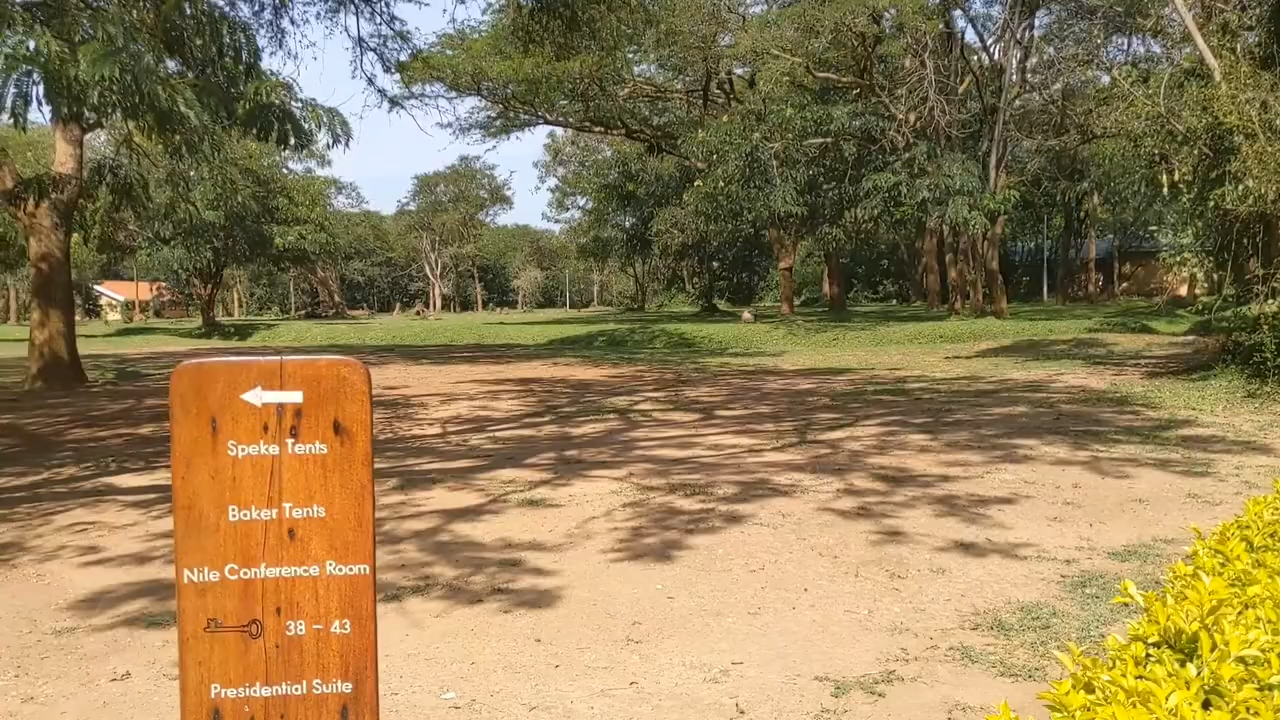 Speke Tents
Baker Tents
Nile Conference Room
38 – 43
Presidential Suite